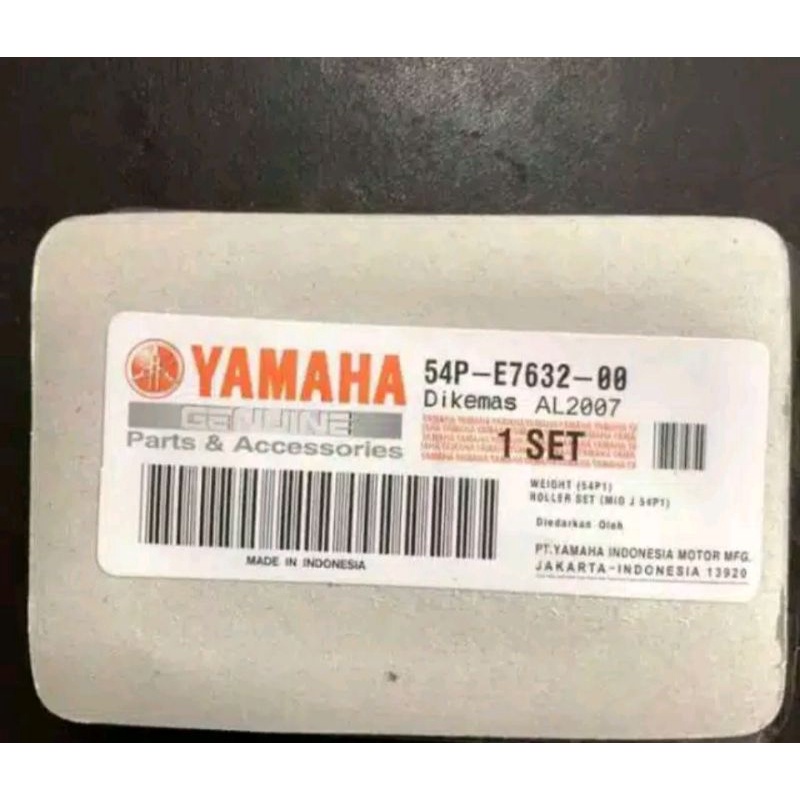 YAMAHA
GENUINE
Parts & Accessories
54P-E7632-00
Dikemas AL2007
1 SET
WEIGHT (54P1)
ROLLER SET (MIO J 54P1)
Diedarkan Oleh
PT.YAMAHA INDONESIA MOTOR MFG.
JAKARTA-INDONESIA 13920
MADE IN INDONESIA